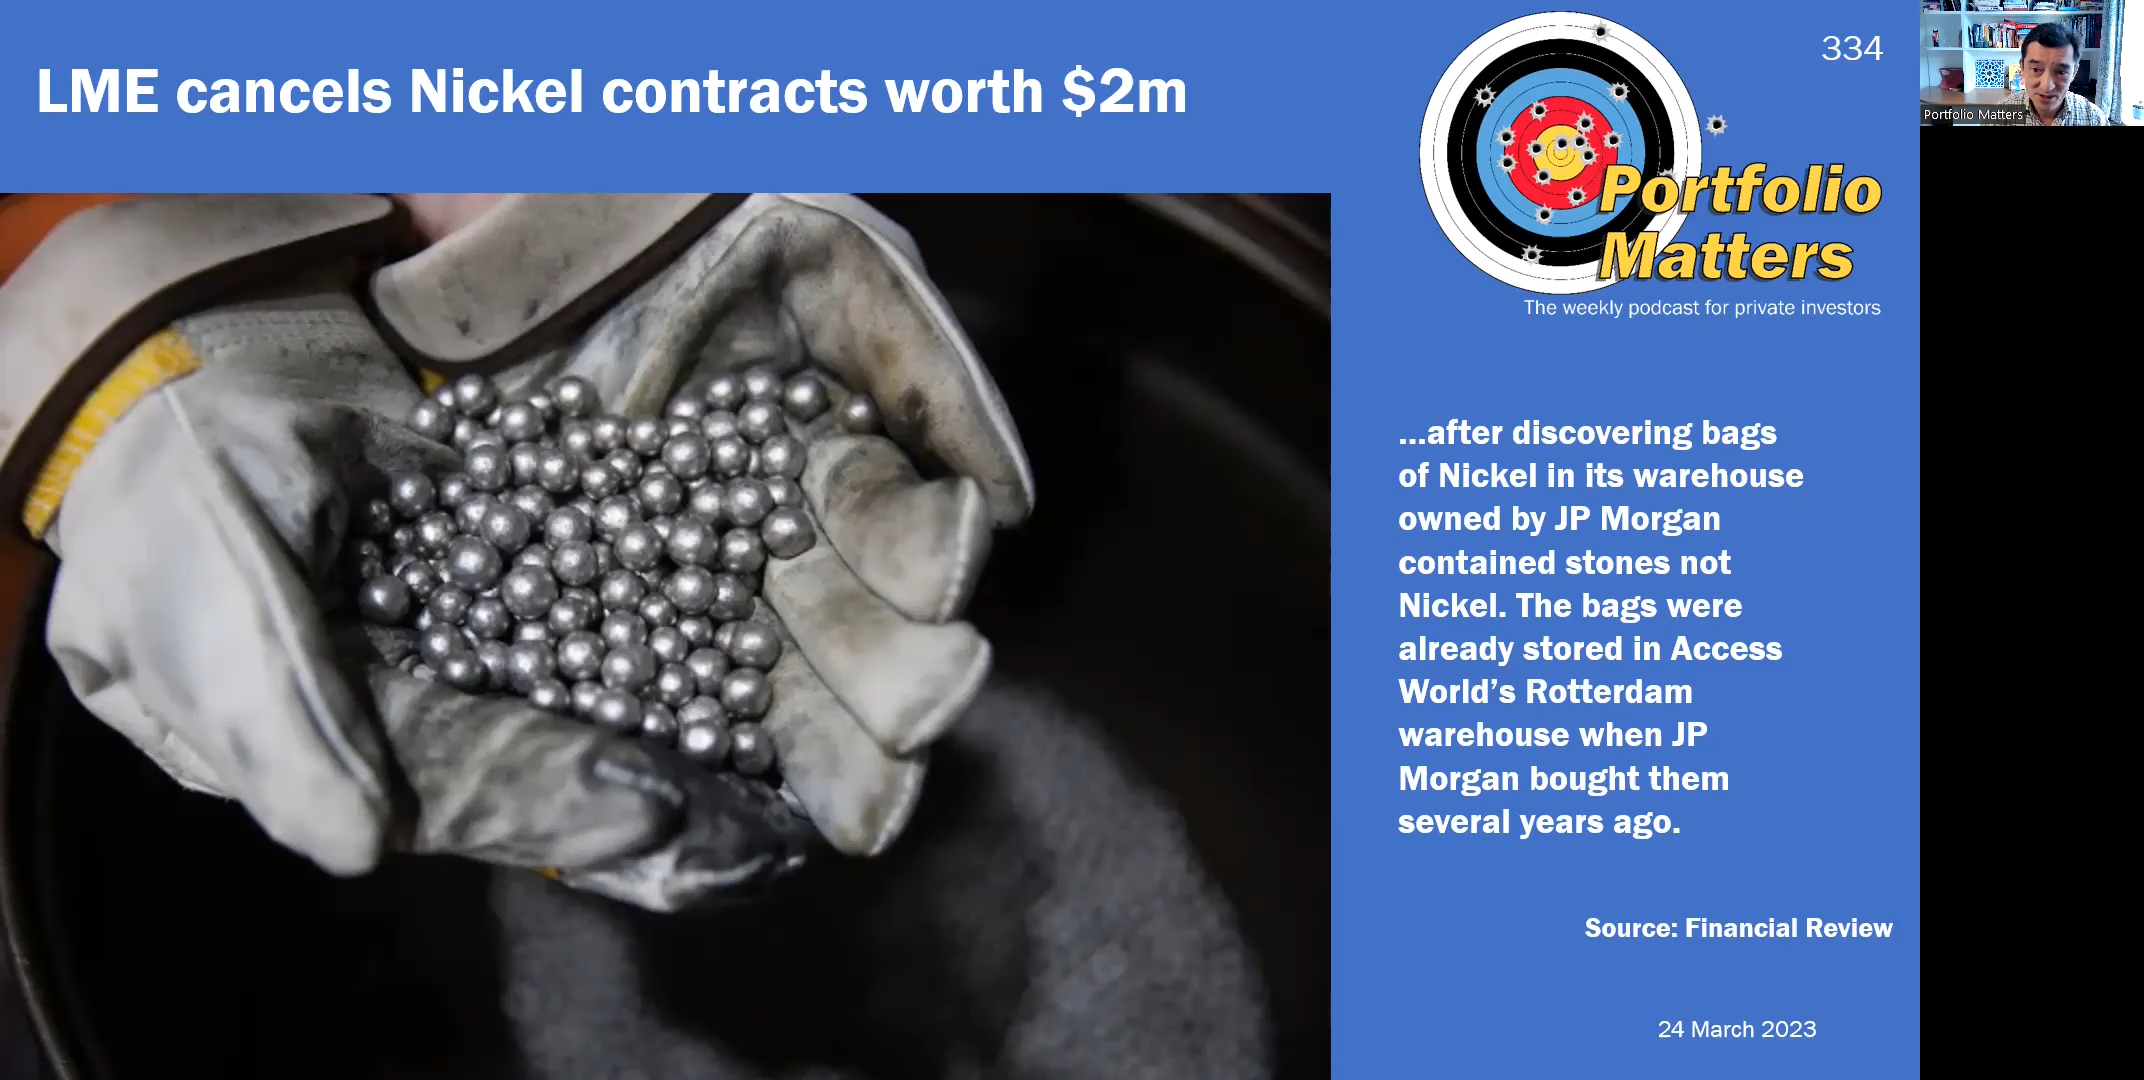 LME cancels Nickel contracts worth $2m
334
Portfolio
Matters
The weekly podcast for private investors
...after discovering bags
of Nickel in its warehouse
owned by JP Morgan
contained stones not
Nickel. The bags were
already stored in Access
World’s Rotterdam
warehouse when JP
Morgan bought them
several years ago.
Source: Financial Review
24 March 2023
Portfolio Matters